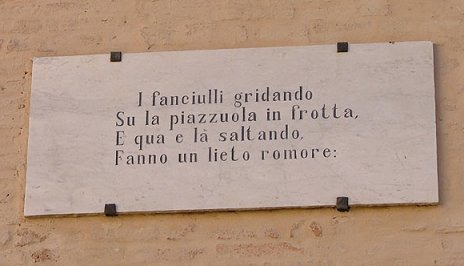 I fanciulli gridando
Su la piazzuola in frotta,
E qua e là saltando,
Fanno un lieto romore: